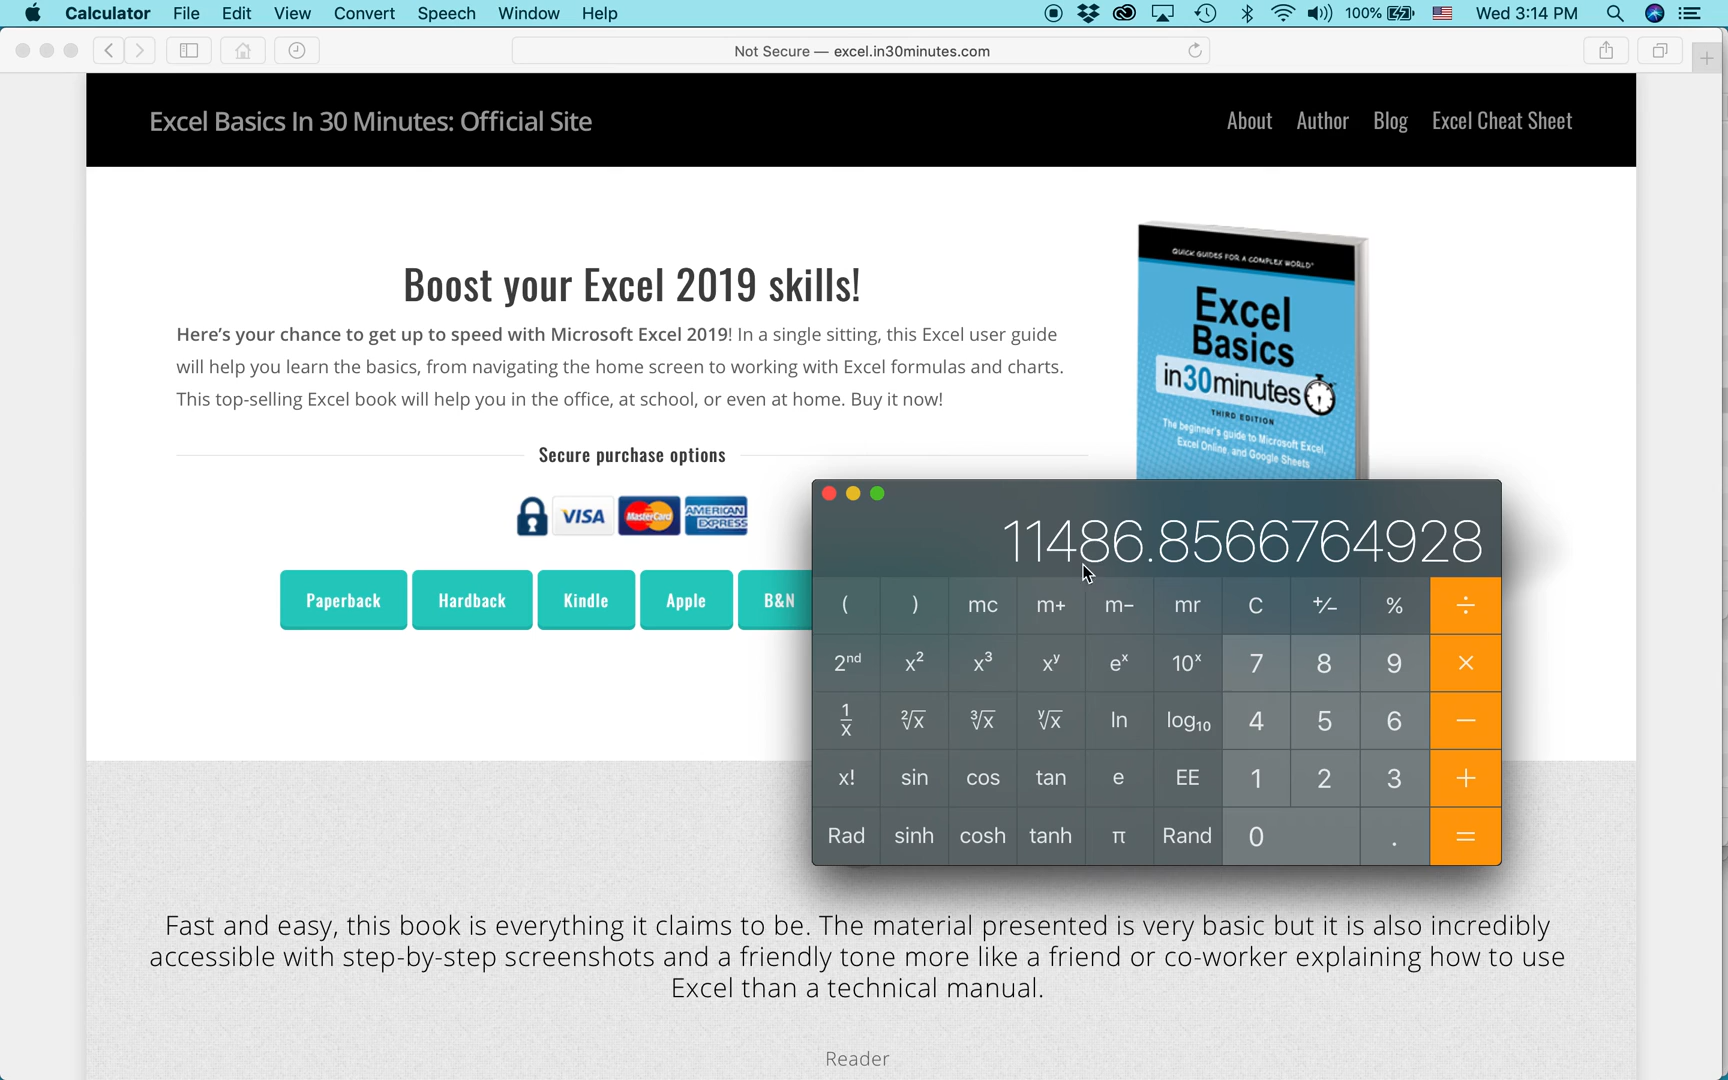 Calculator File Edit View Convert Speech Window Help 100% Wed 3:14 PM
Not Secure — excel.in30minutes.com
Excel Basics In 30 Minutes: Official Site
About Author Blog Excel Cheat Sheet
Boost your Excel 2019 skills!
Here's your chance to get up to speed with Microsoft Excel 2019! In a single sitting, this Excel user guide
will help you learn the basics, from navigating the home screen to working with Excel formulas and charts.
This top-selling Excel book will help you in the office, at school, or even at home. Buy it now!
Secure purchase options
VISA MasterCard AMERICAN EXPRESS
Paperback Hardback Kindle Apple B&N
QUICK GUIDES FOR A COMPLEX WORLD®
Excel
Basics
in30minutes
THIRD EDITION
The beginner's guide to Microsoft Excel,
Excel Online, and Google Sheets
11486.8566764928
( ) mc m+ m− mr C +⁄− % ÷
2ⁿᵈ x² x³ xʸ eˣ 10ˣ 7 8 9 ×
1/x ²√x ³√x ʸ√x ln log₁₀ 4 5 6 −
x! sin cos tan e EE 1 2 3 +
Rad sinh cosh tanh π Rand 0 . =
Fast and easy, this book is everything it claims to be. The material presented is very basic but it is also incredibly
accessible with step-by-step screenshots and a friendly tone more like a friend or co-worker explaining how to use
Excel than a technical manual.
Reader